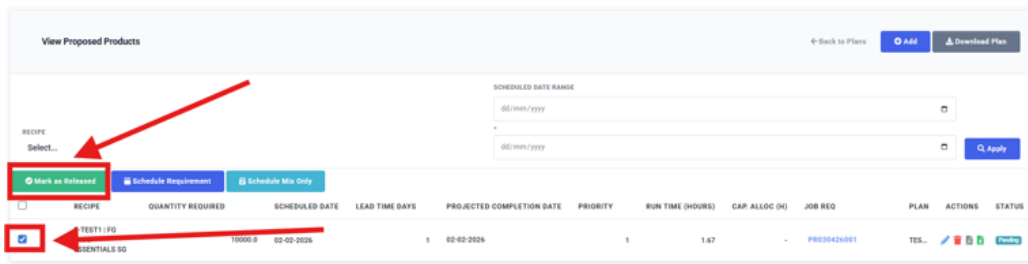 View Proposed Products
Back to Plans
Add
Download Plan
SCHEDULED DATE RANGE
dd/mm/yyyy
RECIPE
Select...
dd/mm/yyyy
Apply
Mark as Released
Schedule Requirement
Schedule Mix Only
RECIPE QUANTITY REQUIRED SCHEDULED DATE LEAD TIME DAYS PROJECTED COMPLETION DATE PRIORITY RUN TIME (HOURS) CAP. ALLOC (H) JOB REQ PLAN ACTIONS STATUS
TEST1 | FG
10000.0 02-02-2026 1 02-02-2026 1 1.67 - PR030426001 TES... Pending
ESSENTIALS SG